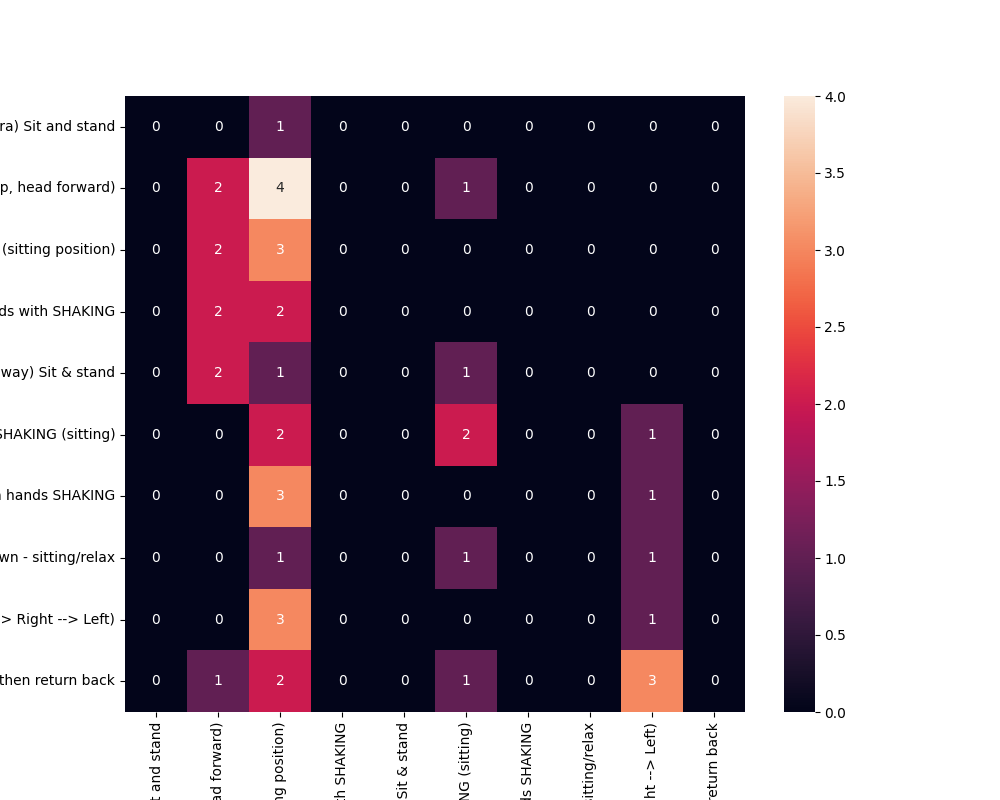 ra) Sit and stand 0 0 1 0 0 0 0 0 0 0
p, head forward) 0 2 4 0 0 1 0 0 0 0
(sitting position) 0 2 3 0 0 0 0 0 0 0
ds with SHAKING 0 2 2 0 0 0 0 0 0 0
way) Sit & stand 0 2 1 0 0 1 0 0 0 0
SHAKING (sitting) 0 0 2 0 0 2 0 0 1 0
hands SHAKING 0 0 3 0 0 0 0 0 1 0
wn - sitting/relax 0 0 1 0 0 1 0 0 1 0
> Right --> Left) 0 0 3 0 0 0 0 0 1 0
then return back 0 1 2 0 0 1 0 0 3 0
t and stand
ad forward)
ng position)
th SHAKING
Sit & stand
NG (sitting)
ds SHAKING
sitting/relax
ht --> Left)
return back
4.0
3.5
3.0
2.5
2.0
1.5
1.0
0.5
0.0